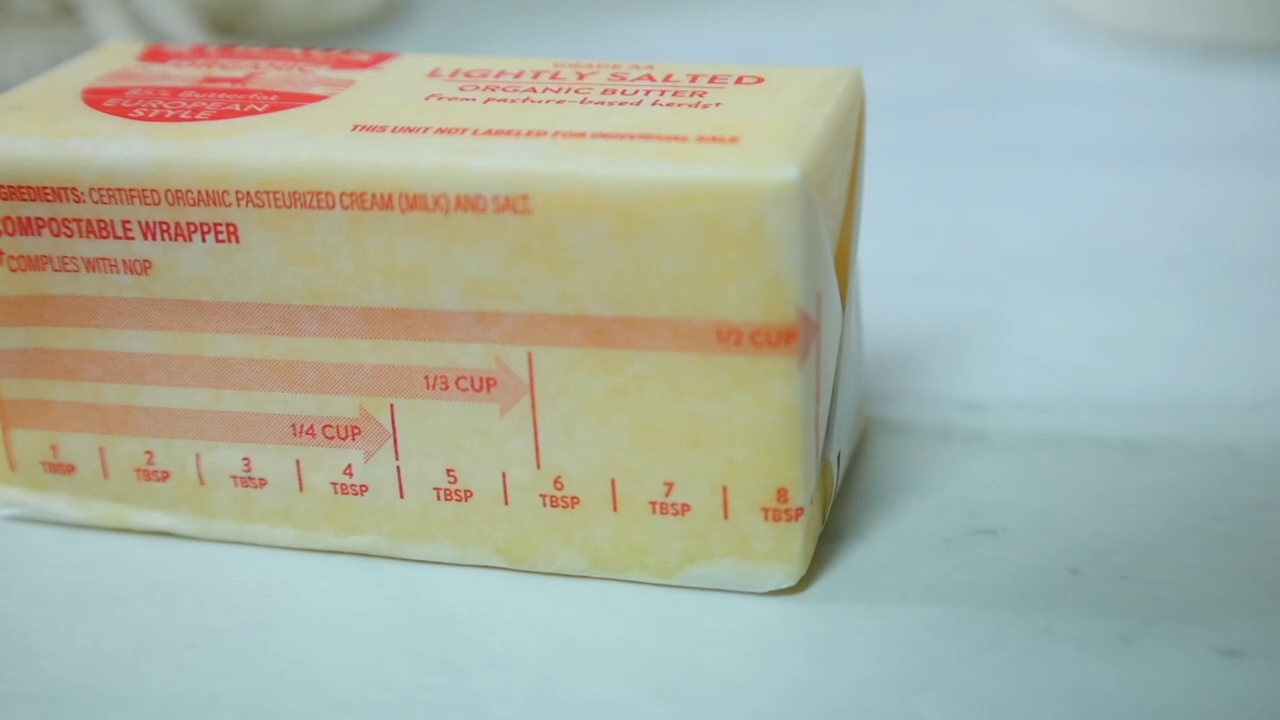 ORGANIC
85% Butterfat
EUROPEAN
STYLE
GRADE AA
LIGHTLY SALTED
ORGANIC BUTTER
From pasture-based herds†
THIS UNIT NOT LABELED FOR INDIVIDUAL SALE
GREDIENTS: CERTIFIED ORGANIC PASTEURIZED CREAM (MILK) AND SALT.
OMPOSTABLE WRAPPER
†COMPLIES WITH NOP
1/2 CUP
1/3 CUP
1/4 CUP
1 2 3 4 5 6 7 8
TBSP TBSP TBSP TBSP TBSP TBSP TBSP TBSP